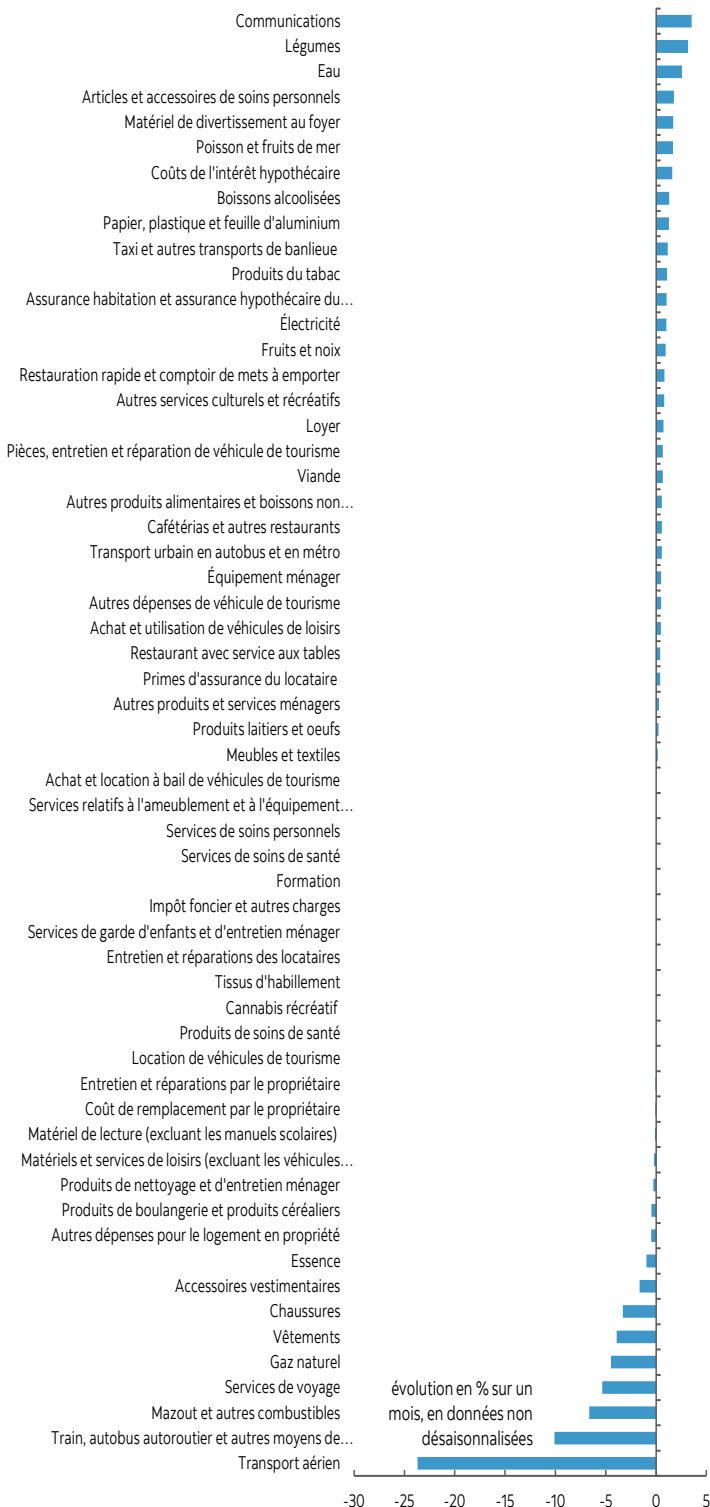 Communications
Légumes
Eau
Articles et accessoires de soins personnels
Matériel de divertissement au foyer
Poisson et fruits de mer
Coûts de l'intérêt hypothécaire
Boissons alcoolisées
Papier, plastique et feuille d'aluminium
Taxi et autres transports de banlieue
Produits du tabac
Assurance habitation et assurance hypothécaire du…
Électricité
Fruits et noix
Restauration rapide et comptoir de mets à emporter
Autres services culturels et récréatifs
Loyer
Pièces, entretien et réparation de véhicule de tourisme
Viande
Autres produits alimentaires et boissons non…
Cafétérias et autres restaurants
Transport urbain en autobus et en métro
Équipement ménager
Autres dépenses de véhicule de tourisme
Achat et utilisation de véhicules de loisirs
Restaurant avec service aux tables
Primes d'assurance du locataire
Autres produits et services ménagers
Produits laitiers et oeufs
Meubles et textiles
Achat et location à bail de véhicules de tourisme
Services relatifs à l'ameublement et à l'équipement…
Services de soins personnels
Services de soins de santé
Formation
Impôt foncier et autres charges
Services de garde d'enfants et d'entretien ménager
Entretien et réparations des locataires
Tissus d'habillement
Cannabis récréatif
Produits de soins de santé
Location de véhicules de tourisme
Entretien et réparations par le propriétaire
Coût de remplacement par le propriétaire
Matériel de lecture (excluant les manuels scolaires)
Matériels et services de loisirs (excluant les véhicules…
Produits de nettoyage et d'entretien ménager
Produits de boulangerie et produits céréaliers
Autres dépenses pour le logement en propriété
Essence
Accessoires vestimentaires
Chaussures
Vêtements
Gaz naturel
Services de voyage
Mazout et autres combustibles
Train, autobus autoroutier et autres moyens de…
Transport aérien
évolution en % sur un
mois, en données non
désaisonnalisées
-30 -25 -20 -15 -10 -5 0 5